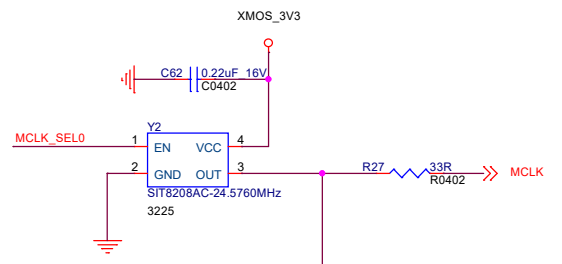 XMOS_3V3
C62 0.22uF_16V
C0402
Y2
MCLK_SEL0 1 EN VCC 4
2 GND OUT 3
R27 33R MCLK
R0402
SIT8208AC-24.5760MHz
3225